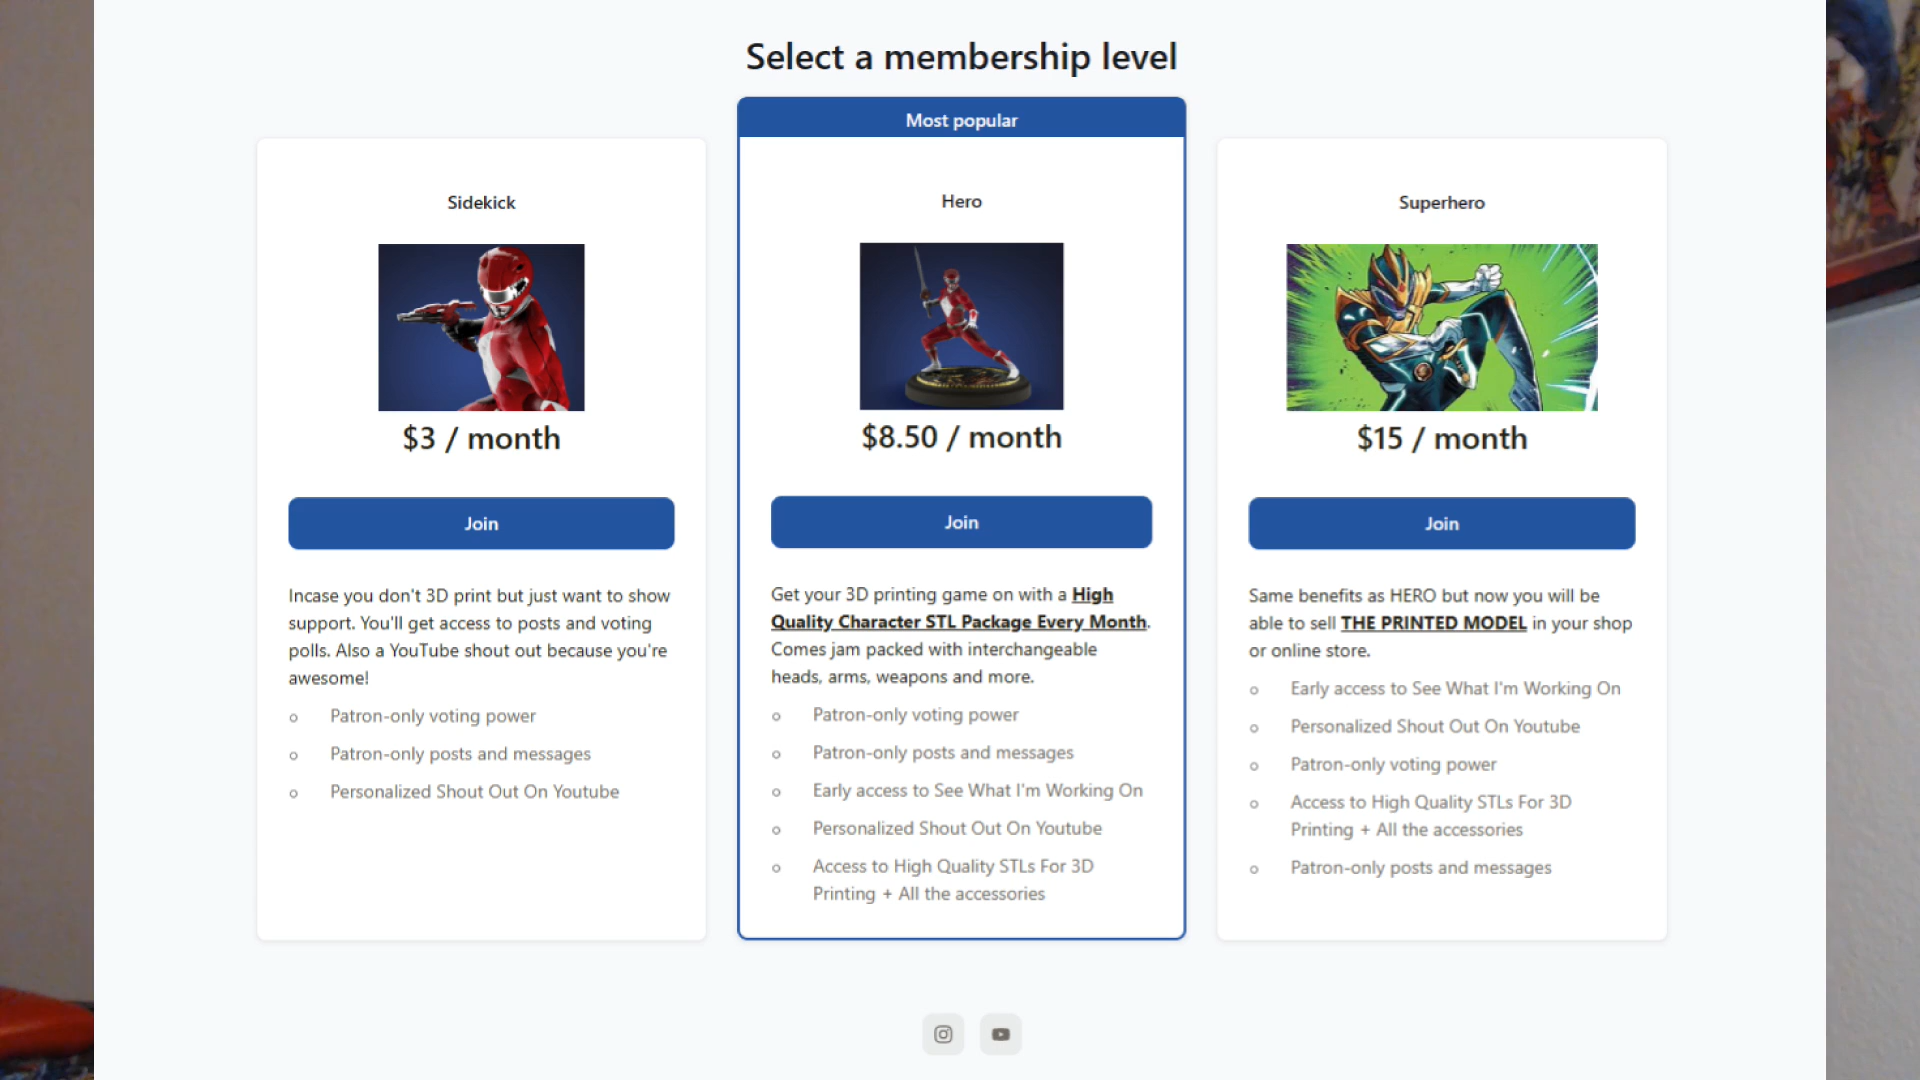 Select a membership level
Most popular
Sidekick
$3 / month
Join
Incase you don't 3D print but just want to show
support. You'll get access to posts and voting
polls. Also a YouTube shout out because you're
awesome!
Patron-only voting power
Patron-only posts and messages
Personalized Shout Out On Youtube
Hero
$8.50 / month
Join
Get your 3D printing game on with a High
Quality Character STL Package Every Month.
Comes jam packed with interchangeable
heads, arms, weapons and more.
Patron-only voting power
Patron-only posts and messages
Early access to See What I'm Working On
Personalized Shout Out On Youtube
Access to High Quality STLs For 3D
Printing + All the accessories
Superhero
$15 / month
Join
Same benefits as HERO but now you will be
able to sell THE PRINTED MODEL in your shop
or online store.
Early access to See What I'm Working On
Personalized Shout Out On Youtube
Patron-only voting power
Access to High Quality STLs For 3D
Printing + All the accessories
Patron-only posts and messages